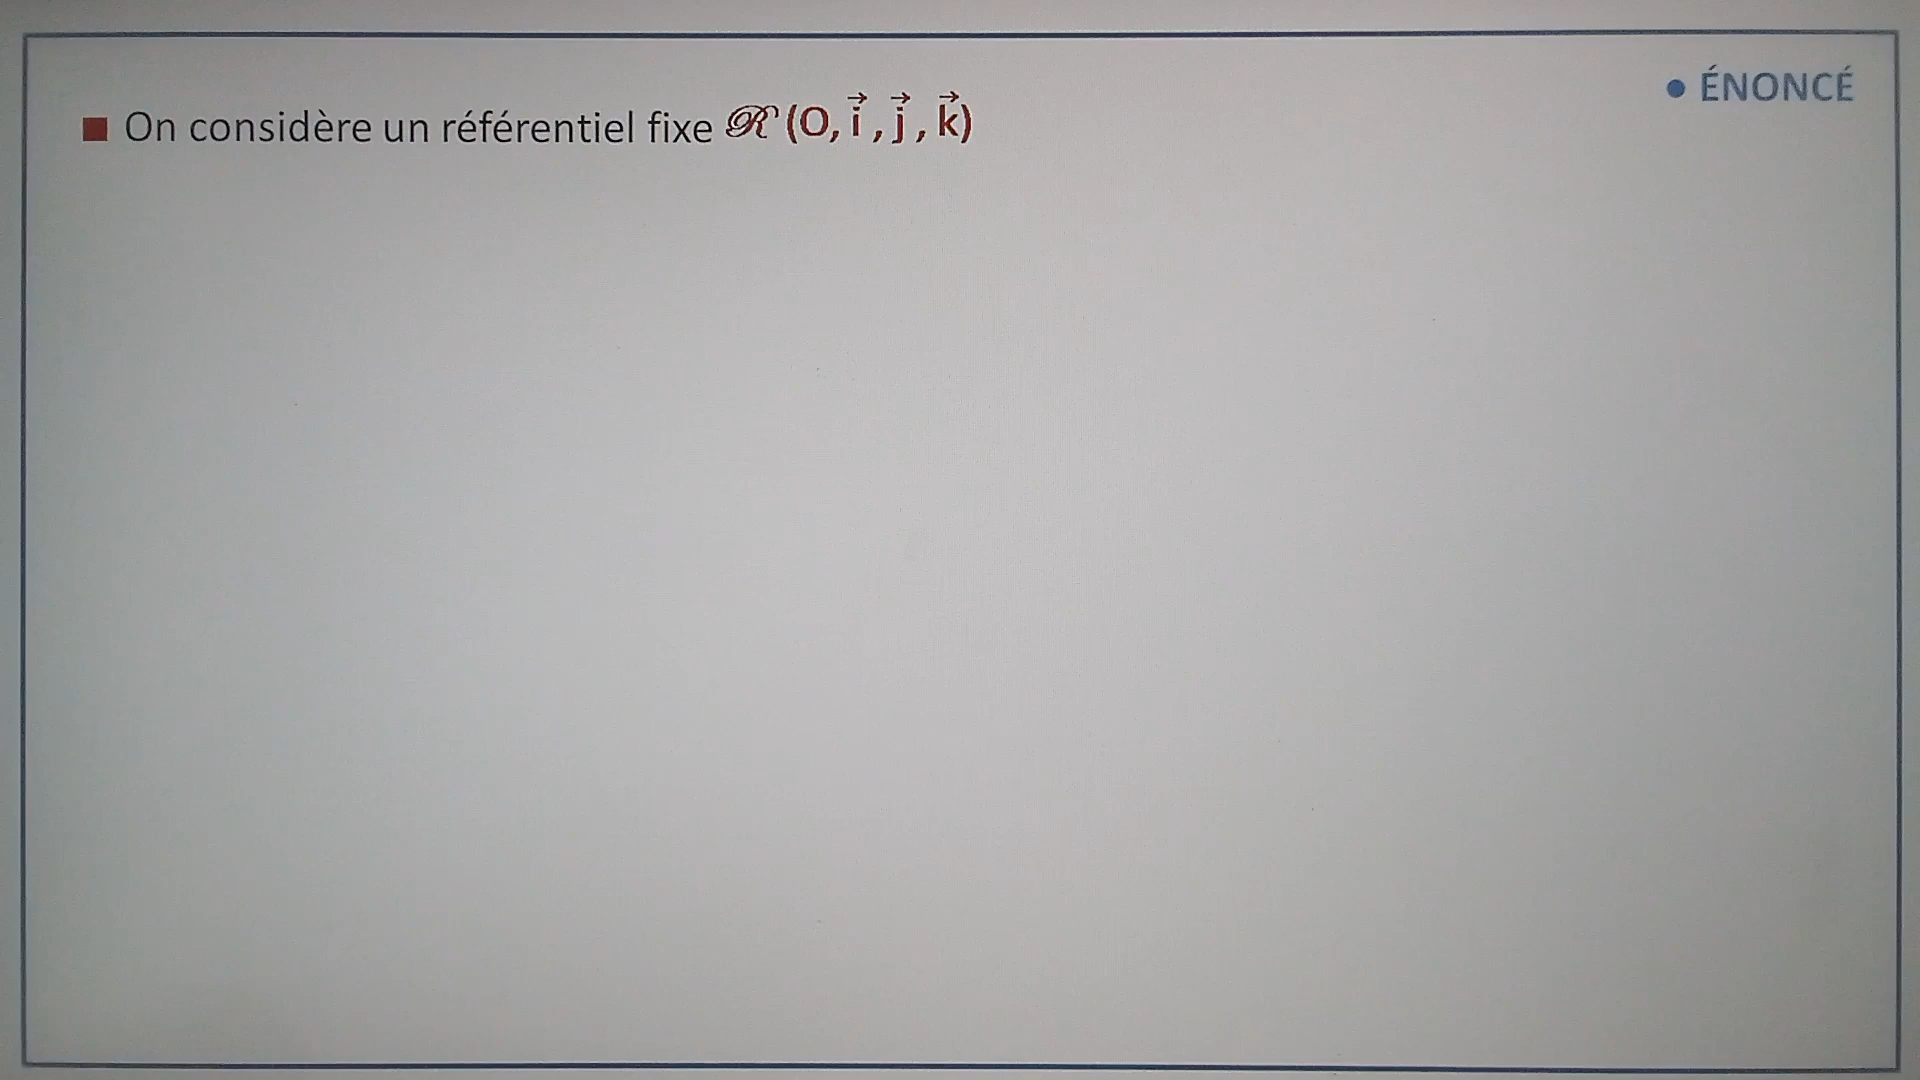 • ÉNONCÉ
■ On considère un référentiel fixe ℛ (O, i⃗, j⃗, k⃗)